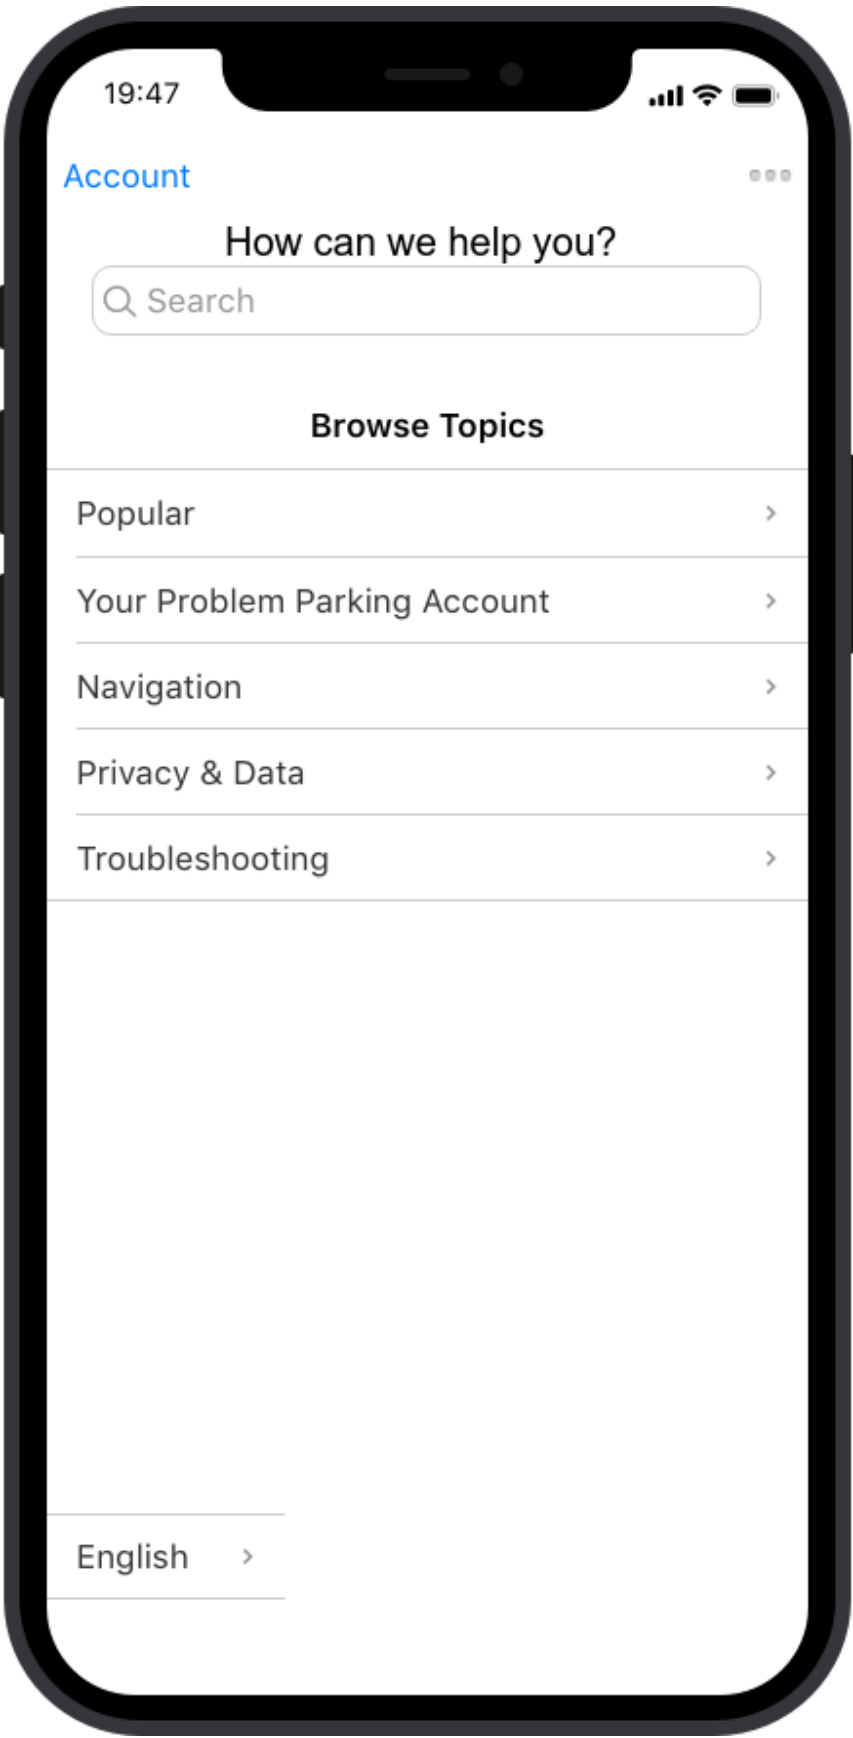 19:47
Account
How can we help you?
Search
Browse Topics
Popular
Your Problem Parking Account
Navigation
Privacy & Data
Troubleshooting
English